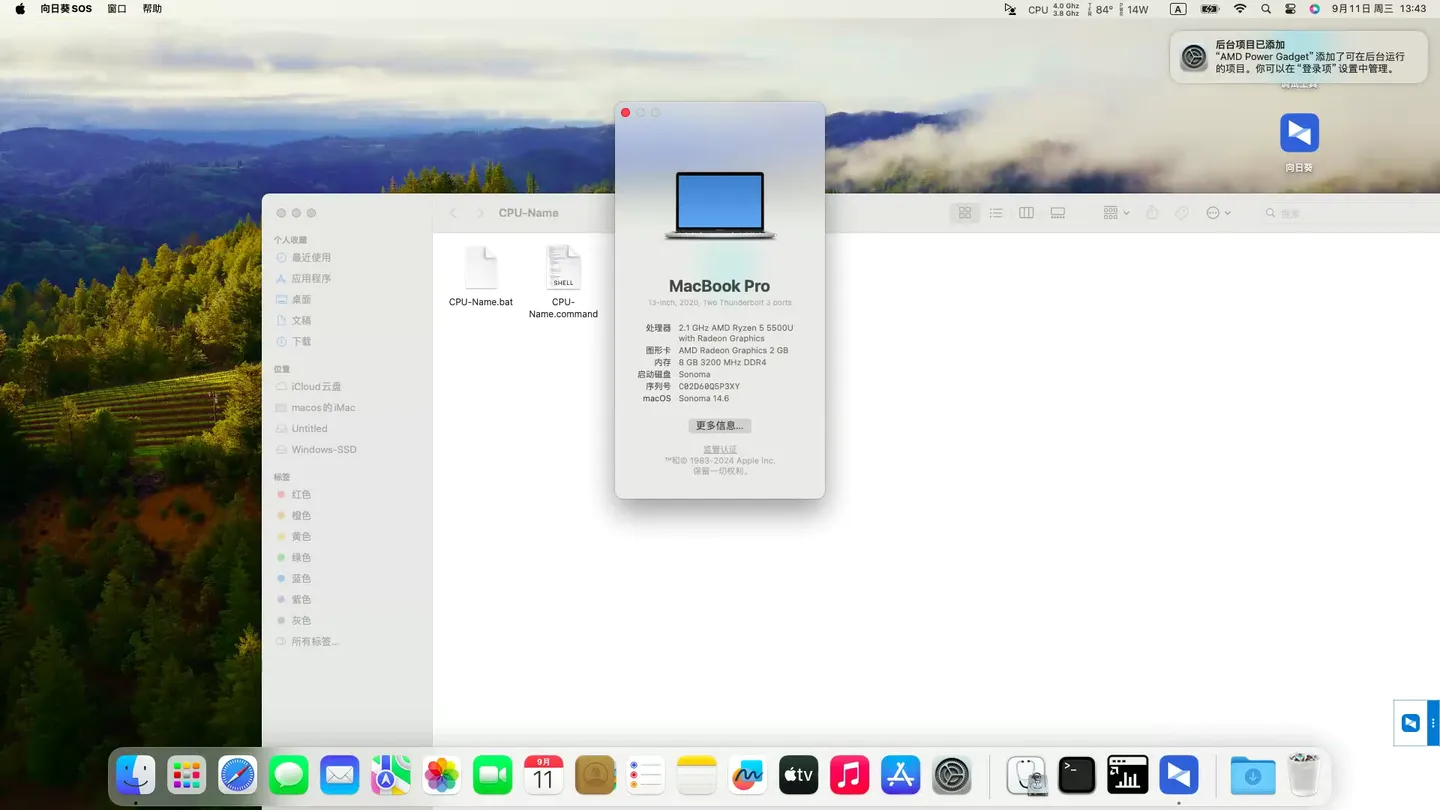 向日葵SOS 窗口 帮助
CPU 4.0 Ghz 3.8 Ghz 84° 14W A 9月11日 周三 13:43
后台项目已添加
“AMD Power Gadget”添加了可在后台运行
的项目。你可以在“登录项”设置中管理。
调试工具
向日葵
CPU-Name
搜索
个人收藏
最近使用
应用程序
桌面
文稿
下载
位置
iCloud云盘
macos的iMac
Untitled
Windows-SSD
标签
红色
橙色
黄色
绿色
蓝色
紫色
灰色
所有标签...
CPU-Name.bat
SHELL
CPU-
Name.command
MacBook Pro
13-inch, 2020, Two Thunderbolt 3 ports
处理器 2.1 GHz AMD Ryzen 5 5500U
with Radeon Graphics
图形卡 AMD Radeon Graphics 2 GB
内存 8 GB 3200 MHz DDR4
启动磁盘 Sonoma
序列号 C02D60Q5P3XY
macOS Sonoma 14.6
更多信息...
监管认证
™和© 1983-2024 Apple Inc.
保留一切权利。
9月
11
tv